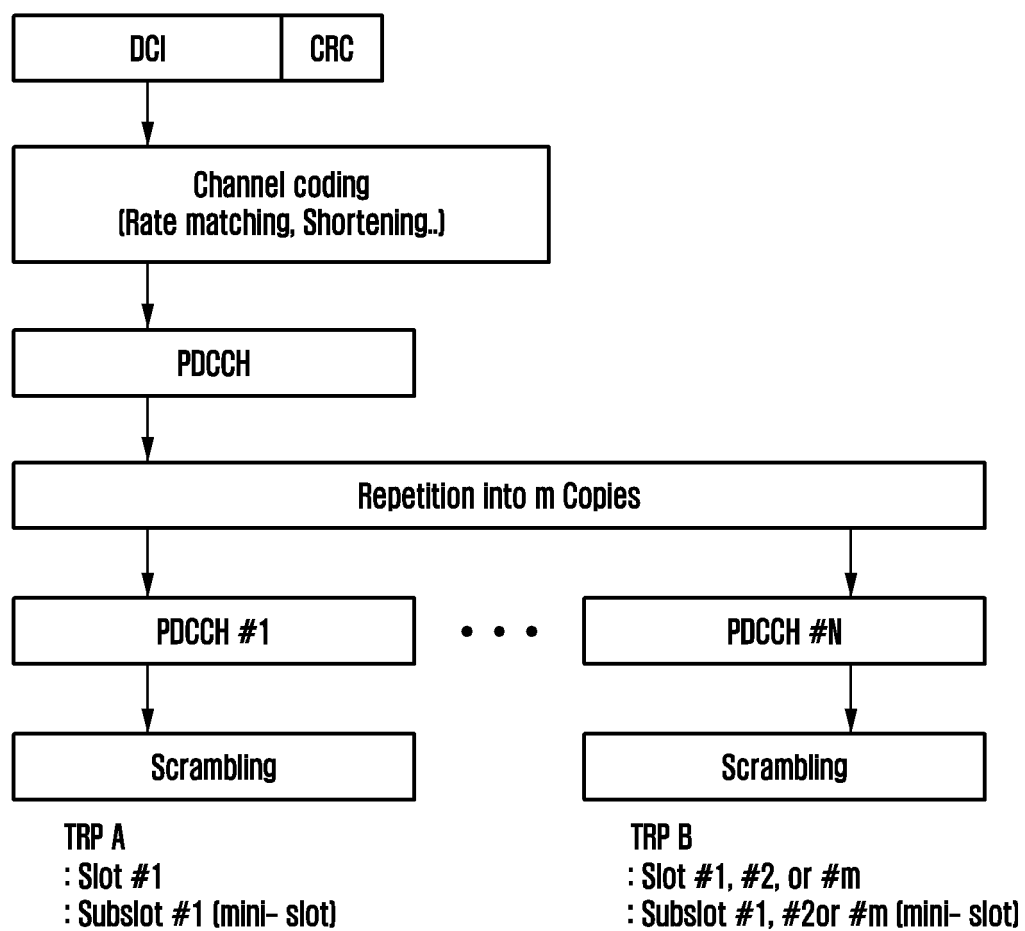 DCI CRC
Channel coding
(Rate matching, Shortening..)
PDCCH
Repetition into m Copies
PDCCH #1 • • • PDCCH #N
Scrambling Scrambling
TRP A
: Slot #1
: Subslot #1 (mini- slot)
TRP B
: Slot #1, #2, or #m
: Subslot #1, #2or #m (mini- slot)